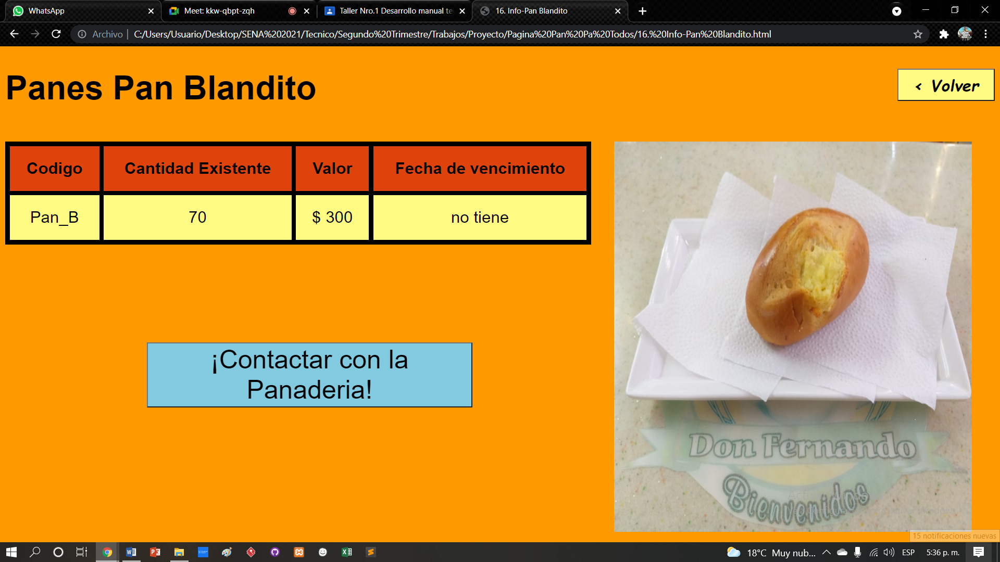 WhatsApp
Meet: kkw-qbpt-zqh
Taller Nro.1 Desarrollo manual te
16. Info-Pan Blandito
Archivo
C:/Users/Usuario/Desktop/SENA%202021/Tecnico/Segundo%20Trimestre/Trabajos/Proyecto/Pagina%20Pan%20Pa%20Todos/16.%20Info-Pan%20Blandito.html
Panes Pan Blandito
< Volver
Codigo Cantidad Existente Valor Fecha de vencimiento
Pan_B 70 $ 300 no tiene
¡Contactar con la
Panaderia!
Don Fernando
Bienvenidos
15 notificaciones nuevas
18°C Muy nub...
ESP
5:36 p. m.